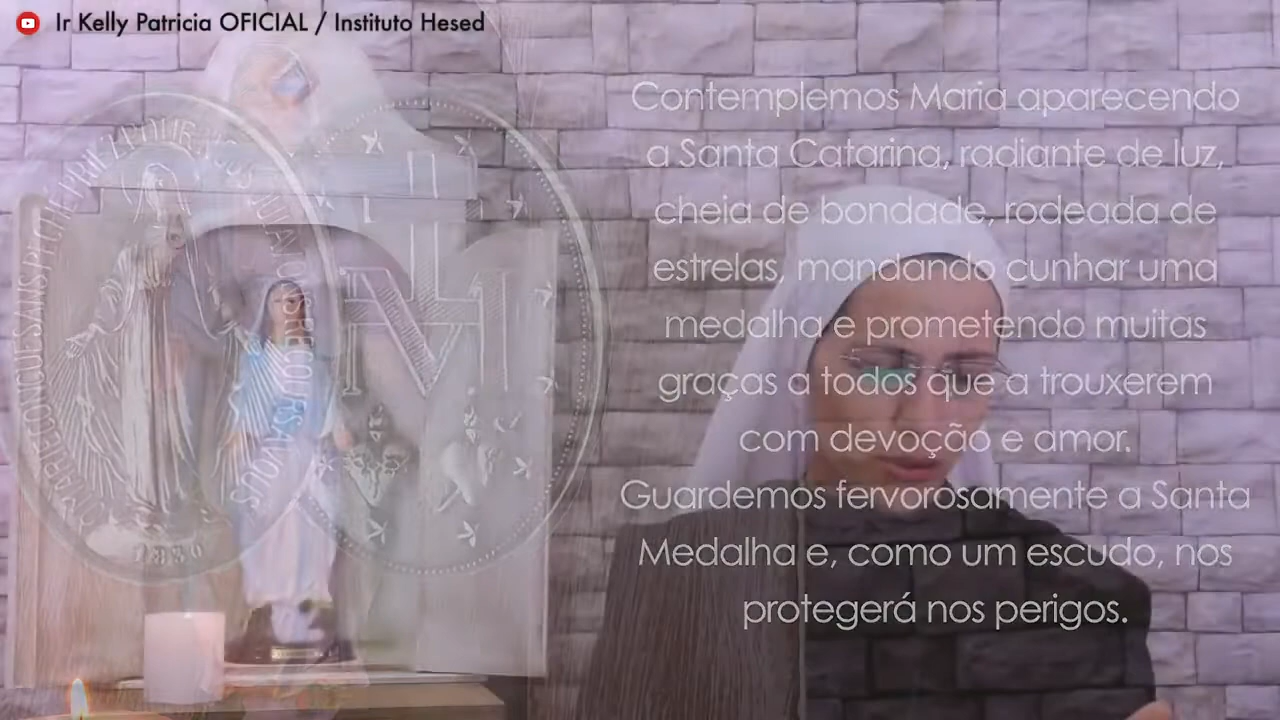 Ir Kelly Patricia OFICIAL / Instituto Hesed
Contemplemos Maria aparecendo
a Santa Catarina, radiante de luz,
cheia de bondade, rodeada de
estrelas, mandando cunhar uma
medalha e prometendo muitas
graças a todos que a trouxerem
com devoção e amor.
Guardemos fervorosamente a Santa
Medalha e, como um escudo, nos
protegerá nos perigos.
M
1830